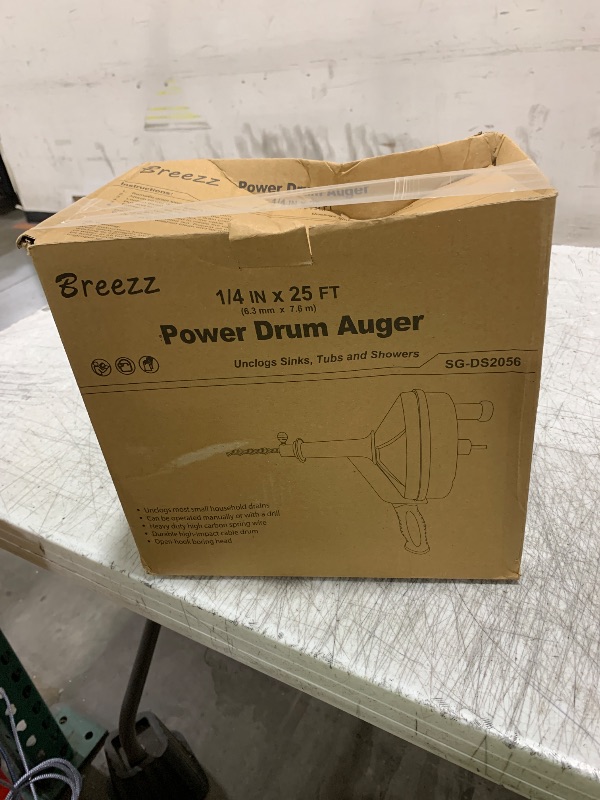 Breezz
Power Drum Auger
Instructions:
Breezz
1/4 IN x 25 FT
(6.3 mm x 7.6 m)
Power Drum Auger
Unclogs Sinks, Tubs and Showers
SG-DS2056
• Unclogs most small household drains
• Can be operated manually or with a drill
• Heavy duty high carbon spring wire
• Durable high-impact cable drum
• Open hook boring head